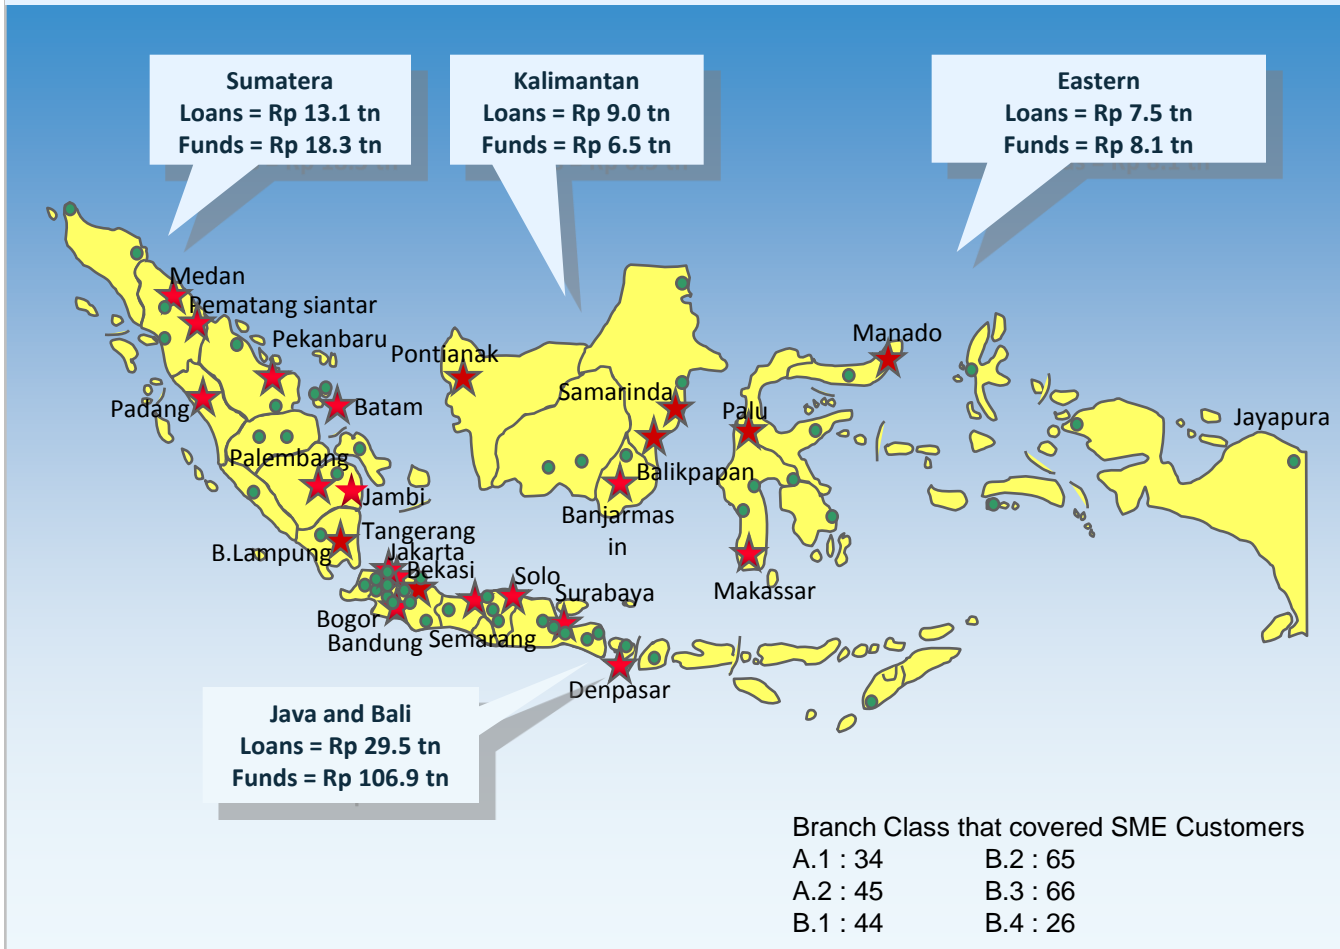 Sumatera
Loans = Rp 13.1 tn
Funds = Rp 18.3 tn
Kalimantan
Loans = Rp 9.0 tn
Funds = Rp 6.5 tn
Eastern
Loans = Rp 7.5 tn
Funds = Rp 8.1 tn
Medan
Pematang siantar
Pekanbaru
Padang
Batam
Palembang
Jambi
B.Lampung
Tangerang
Jakarta
Bekasi
Bogor
Bandung
Semarang
Solo
Surabaya
Denpasar
Pontianak
Samarinda
Balikpapan
Banjarmas
in
Manado
Palu
Makassar
Jayapura
Java and Bali
Loans = Rp 29.5 tn
Funds = Rp 106.9 tn
Branch Class that covered SME Customers
A.1 : 34 B.2 : 65
A.2 : 45 B.3 : 66
B.1 : 44 B.4 : 26